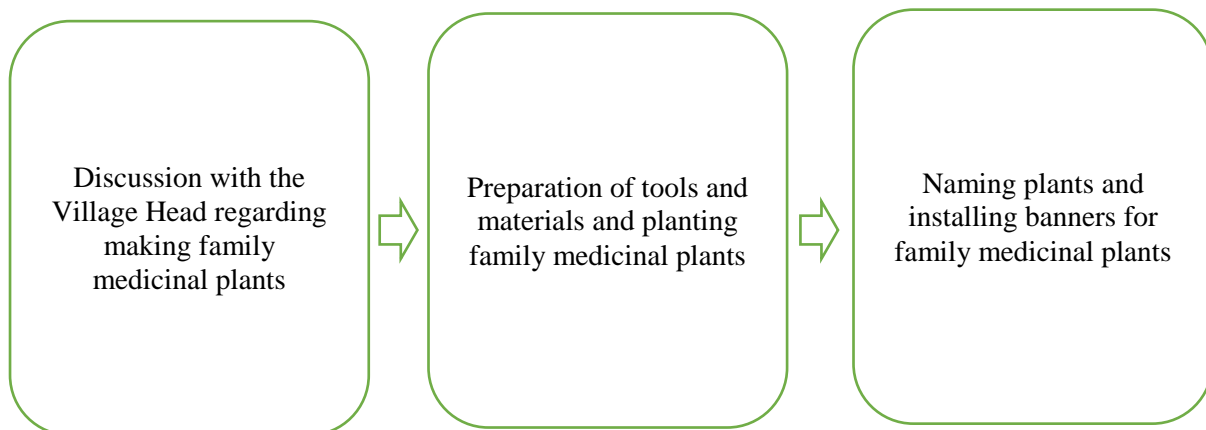 Discussion with the
Village Head regarding
making family
medicinal plants
Preparation of tools and
materials and planting
family medicinal plants
Naming plants and
installing banners for
family medicinal plants